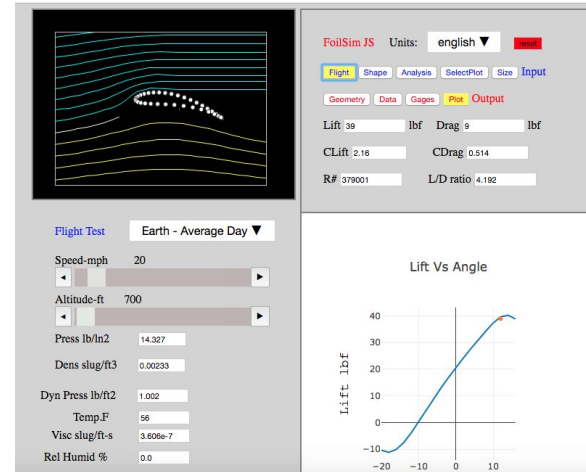 FoilSim JS Units: english ▼ reset
Flight Shape Analysis SelectPlot Size Input
Geometry Data Gages Plot Output
Lift 39 lbf Drag 9 lbf
CLift 2.16 CDrag 0.514
R# 379001 L/D ratio 4.192
Flight Test Earth - Average Day ▼
Speed-mph 20
Altitude-ft 700
Press lb/in2 14.327
Dens slug/ft3 0.00233
Dyn Press lb/ft2 1.002
Temp.F 56
Visc slug/ft-s 3.606e-7
Rel Humid % 0.0
Lift Vs Angle
Lift lbf
40
30
20
10
0
−10
−20 −10 0 10